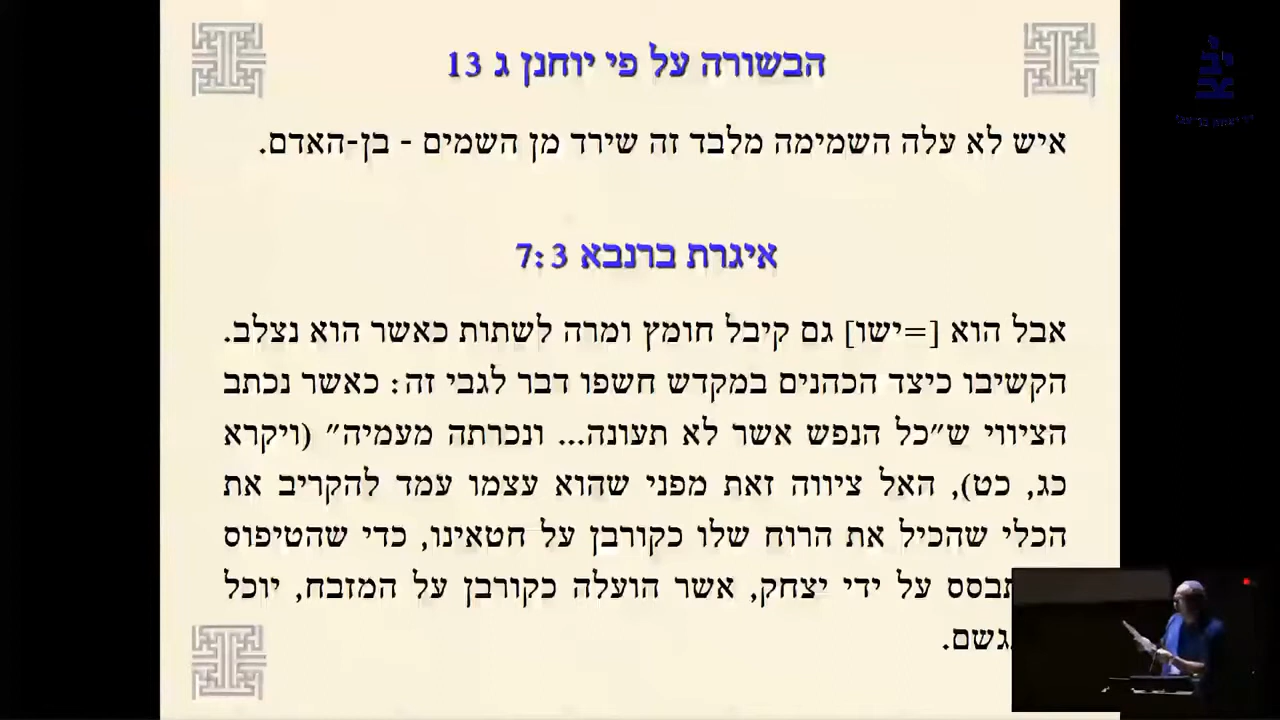 הבשורה על פי יוחנן ג 13
איש לא עלה השמימה מלבד זה שירד מן השמים - בן-האדם.
איגרת ברנבא 7:3
אבל הוא [=ישו] גם קיבל חומץ ומרה לשתות כאשר הוא נצלב.
הקשיבו כיצד הכהנים במקדש חשפו דבר לגבי זה: כאשר נכתב
הציווי ש״כל הנפש אשר לא תעונה... ונכרתה מעמיה״ (ויקרא
כג, כט), האל ציווה זאת מפני שהוא עצמו עמד להקריב את
הכלי שהכיל את הרוח שלו כקורבן על חטאינו, כדי שהטיפוס
על ידי יצחק, אשר הועלה כקורבן על המזבח, יוכל